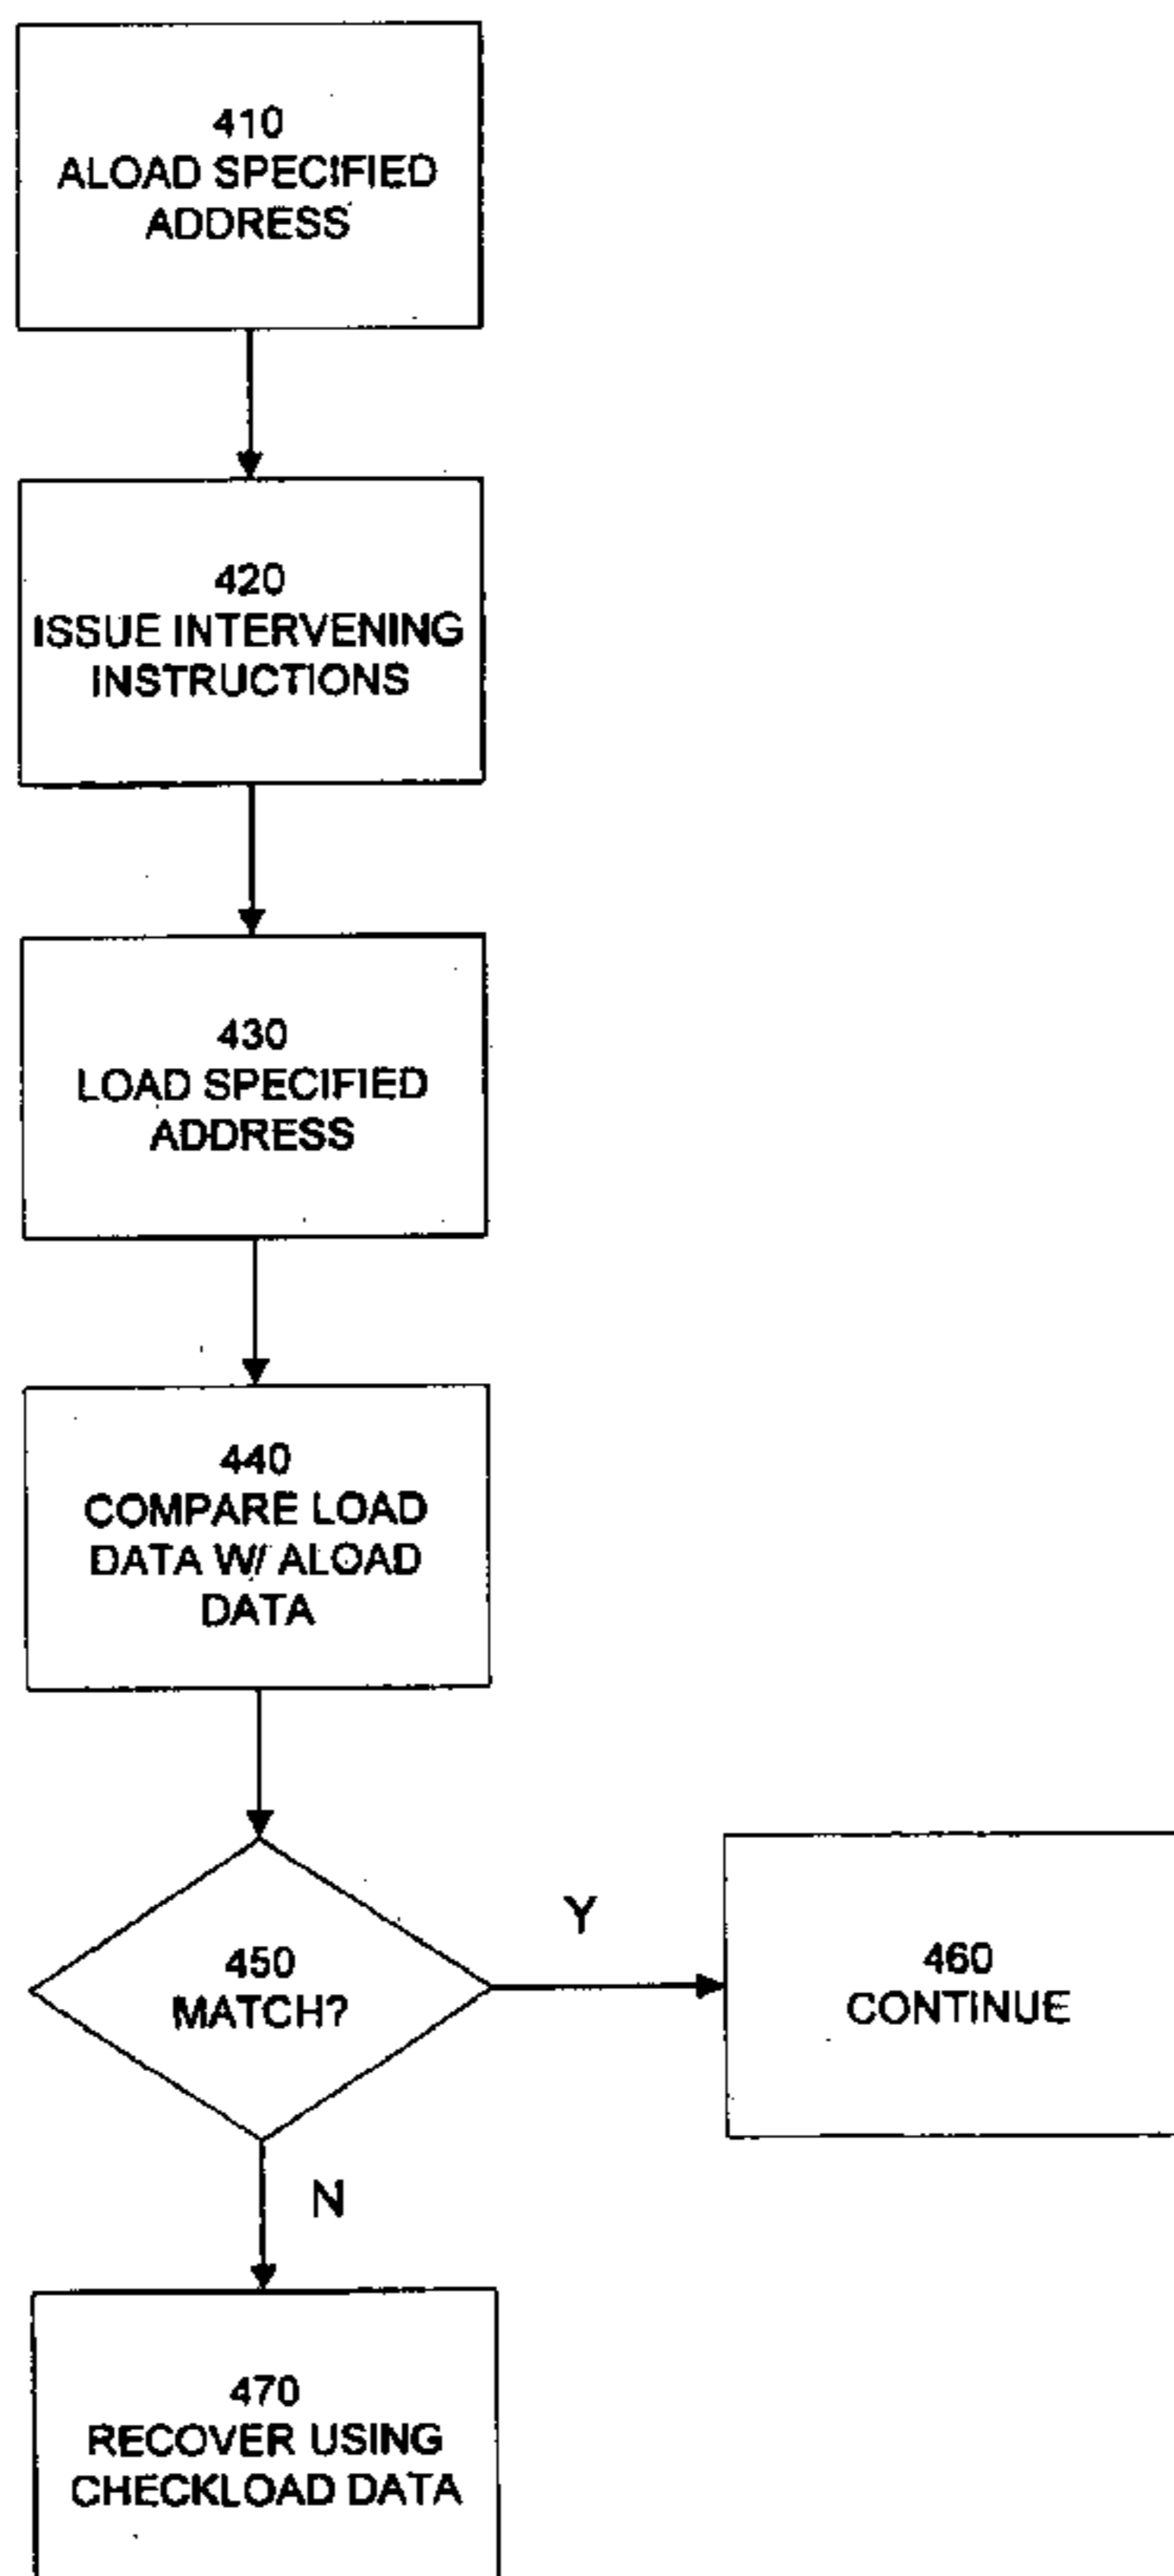 410
ALOAD SPECIFIED
ADDRESS
420
ISSUE INTERVENING
INSTRUCTIONS
430
LOAD SPECIFIED
ADDRESS
440
COMPARE LOAD
DATA W/ ALOAD
DATA
450
MATCH?
Y
460
CONTINUE
N
470
RECOVER USING
CHECKLOAD DATA